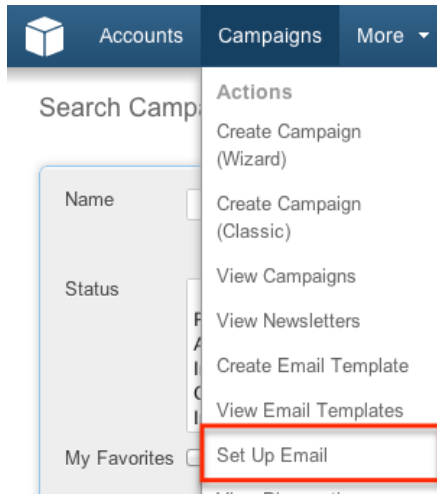 Accounts Campaigns More
Actions
Search Camp
Create Campaign
(Wizard)
Name
Create Campaign
(Classic)
Status
View Campaigns
View Newsletters
Create Email Template
View Email Templates
My Favorites
Set Up Email